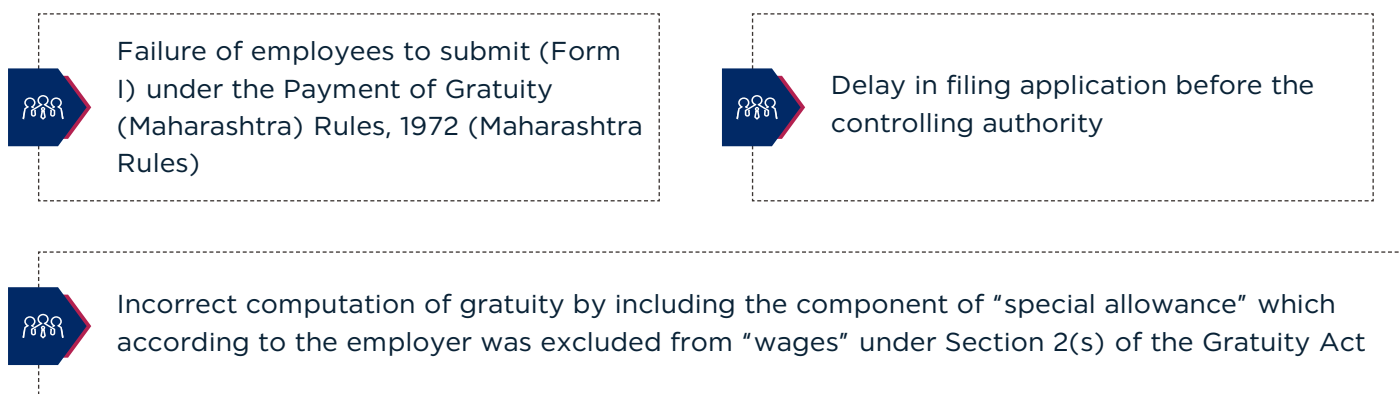 Failure of employees to submit (Form
I) under the Payment of Gratuity
(Maharashtra) Rules, 1972 (Maharashtra
Rules)
Delay in filing application before the
controlling authority
Incorrect computation of gratuity by including the component of “special allowance” which
according to the employer was excluded from “wages” under Section 2(s) of the Gratuity Act